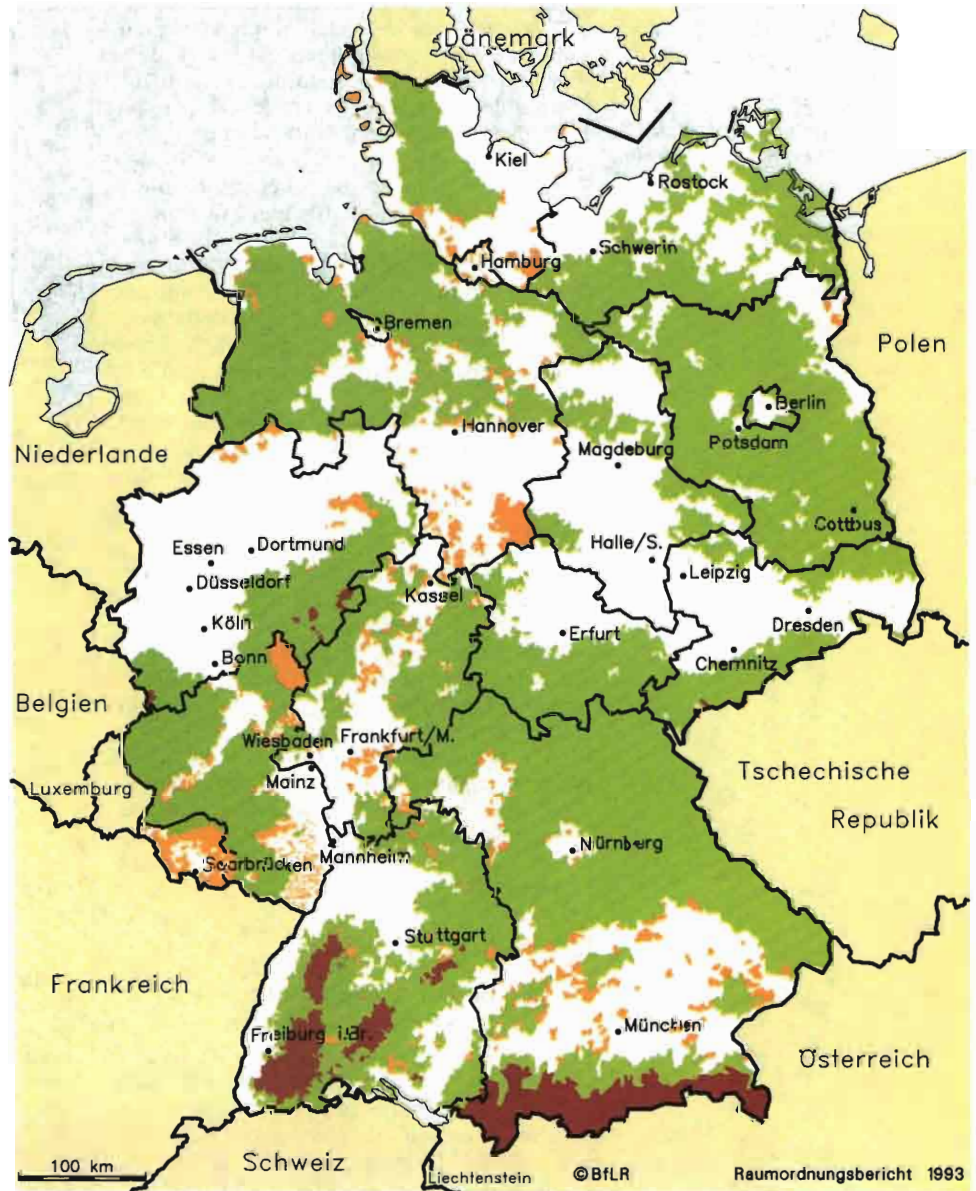 Dänemark
Kiel
Rostock
Schwerin
Hamburg
Bremen
Polen
Berlin
Potsdam
Niederlande
Hannover
Magdeburg
Cottbus
Essen
Dortmund
Halle/S.
Leipzig
Düsseldorf
Kassel
Köln
Erfurt
Dresden
Bonn
Chemnitz
Belgien
Wiesbaden
Frankfurt/M.
Mainz
Luxemburg
Tschechische
Republik
Nürnberg
Mannheim
Saarbrücken
Stuttgart
Frankreich
München
Freiburg i.Br.
Österreich
100 km
Schweiz
Liechtenstein
©BfLR
Raumordnungsbericht 1993